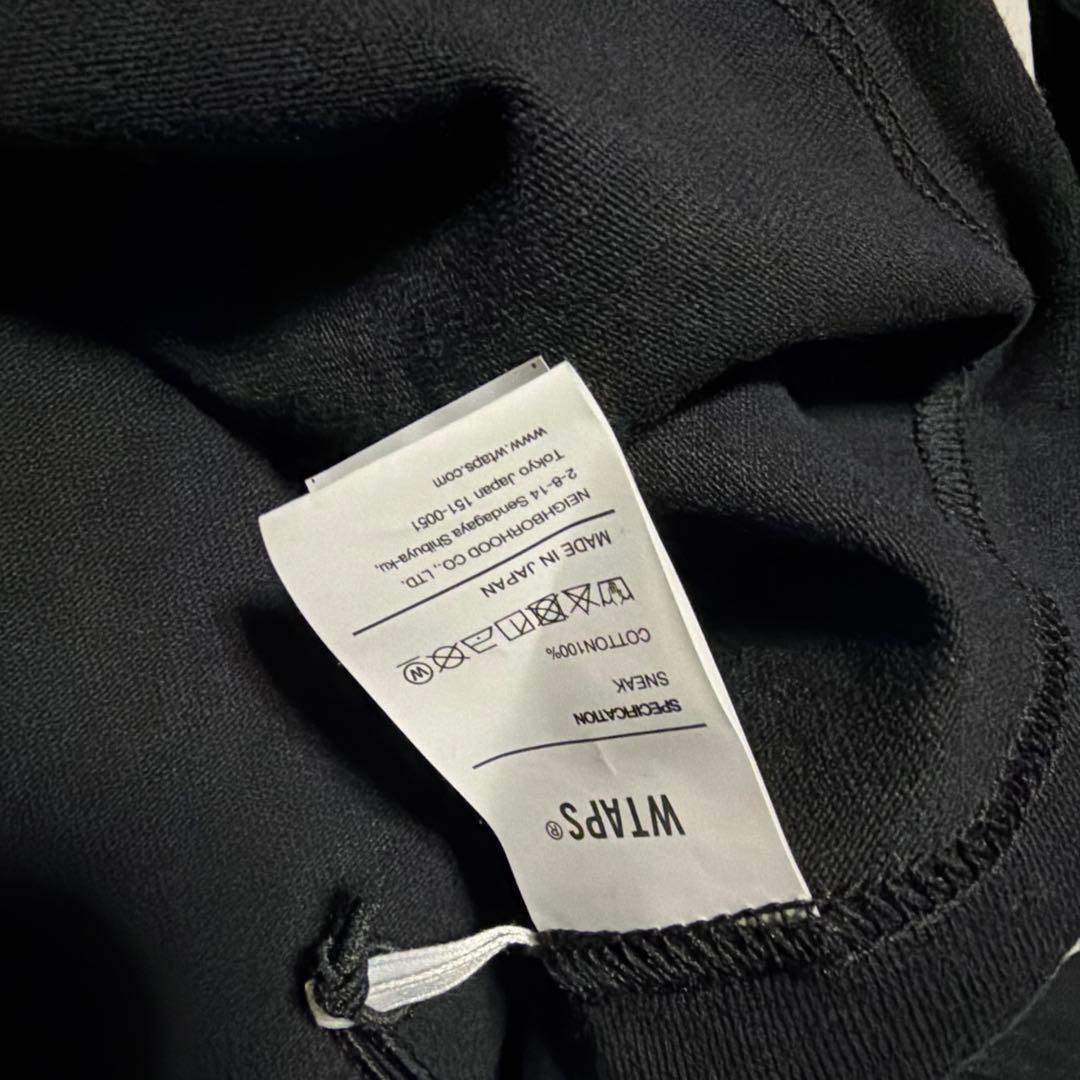 WTAPS®
SPECIFICATION
SNEAK
COTTON100%
W
MADE IN JAPAN
NEIGHBORHOOD CO., LTD.
2-8-14 Sendagaya Shibuya-ku,
Tokyo Japan 151-0051
www.wtaps.com